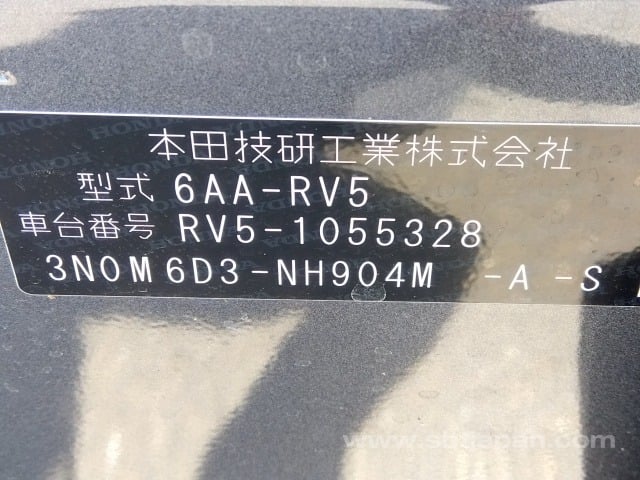 本田技研工業株式会社
型式 6AA-RV5
車台番号 RV5-1055328
3N0M6D3-NH904M -A -S